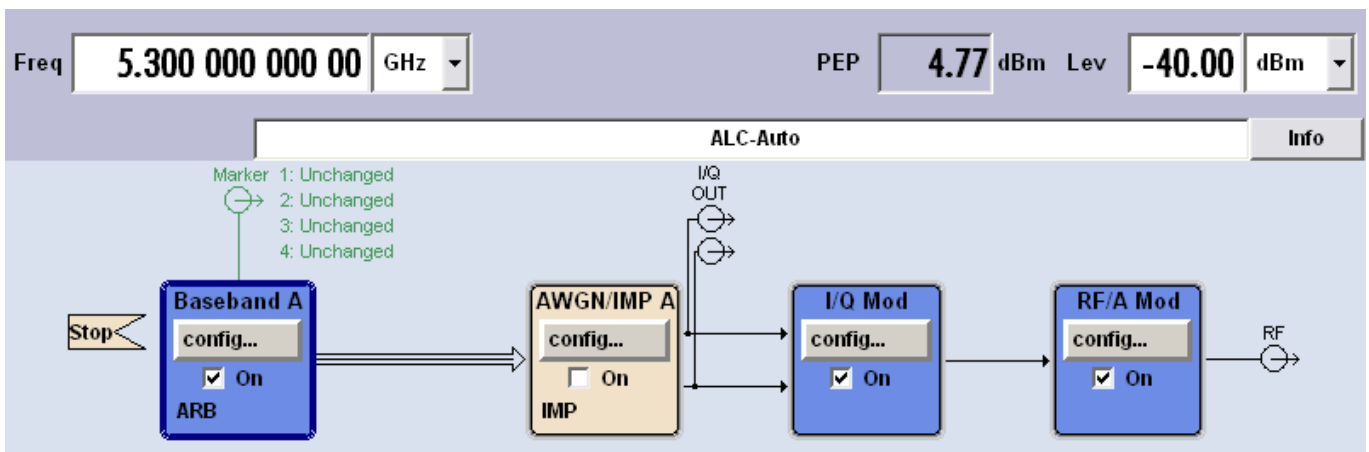 Freq 5.300 000 000 00 GHz PEP 4.77 dBm Lev -40.00 dBm
ALC-Auto Info
Marker 1: Unchanged
2: Unchanged
3: Unchanged
4: Unchanged
I/Q
OUT
Baseband A AWGN/IMP A I/Q Mod RF/A Mod
Stop config... config... config... config... RF
On On On On
ARB IMP